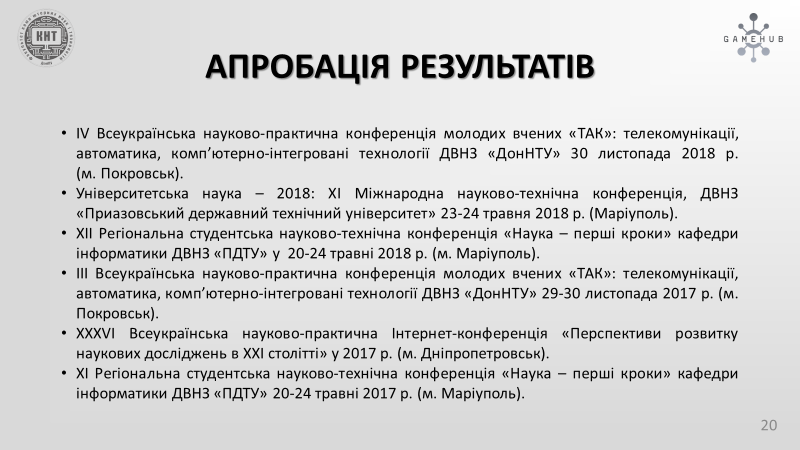 КНТ
GAMEHUB
АПРОБАЦІЯ РЕЗУЛЬТАТІВ
• IV Всеукраїнська науково-практична конференція молодих вчених «ТАК»: телекомунікації,
автоматика, комп’ютерно-інтегровані технології ДВНЗ «ДонНТУ» 30 листопада 2018 р.
(м. Покровськ).
• Університетська наука – 2018: XI Міжнародна науково-технічна конференція, ДВНЗ
«Приазовський державний технічний університет» 23-24 травня 2018 р. (Маріуполь).
• XII Регіональна студентська науково-технічна конференція «Наука – перші кроки» кафедри
інформатики ДВНЗ «ПДТУ» у 20-24 травні 2018 р. (м. Маріуполь).
• III Всеукраїнська науково-практична конференція молодих вчених «ТАК»: телекомунікації,
автоматика, комп’ютерно-інтегровані технології ДВНЗ «ДонНТУ» 29-30 листопада 2017 р. (м.
Покровськ).
• XXXVI Всеукраїнська науково-практична Інтернет-конференція «Перспективи розвитку
наукових досліджень в XXI столітті» у 2017 р. (м. Дніпропетровськ).
• XI Регіональна студентська науково-технічна конференція «Наука – перші кроки» кафедри
інформатики ДВНЗ «ПДТУ» 20-24 травні 2017 р. (м. Маріуполь).
20